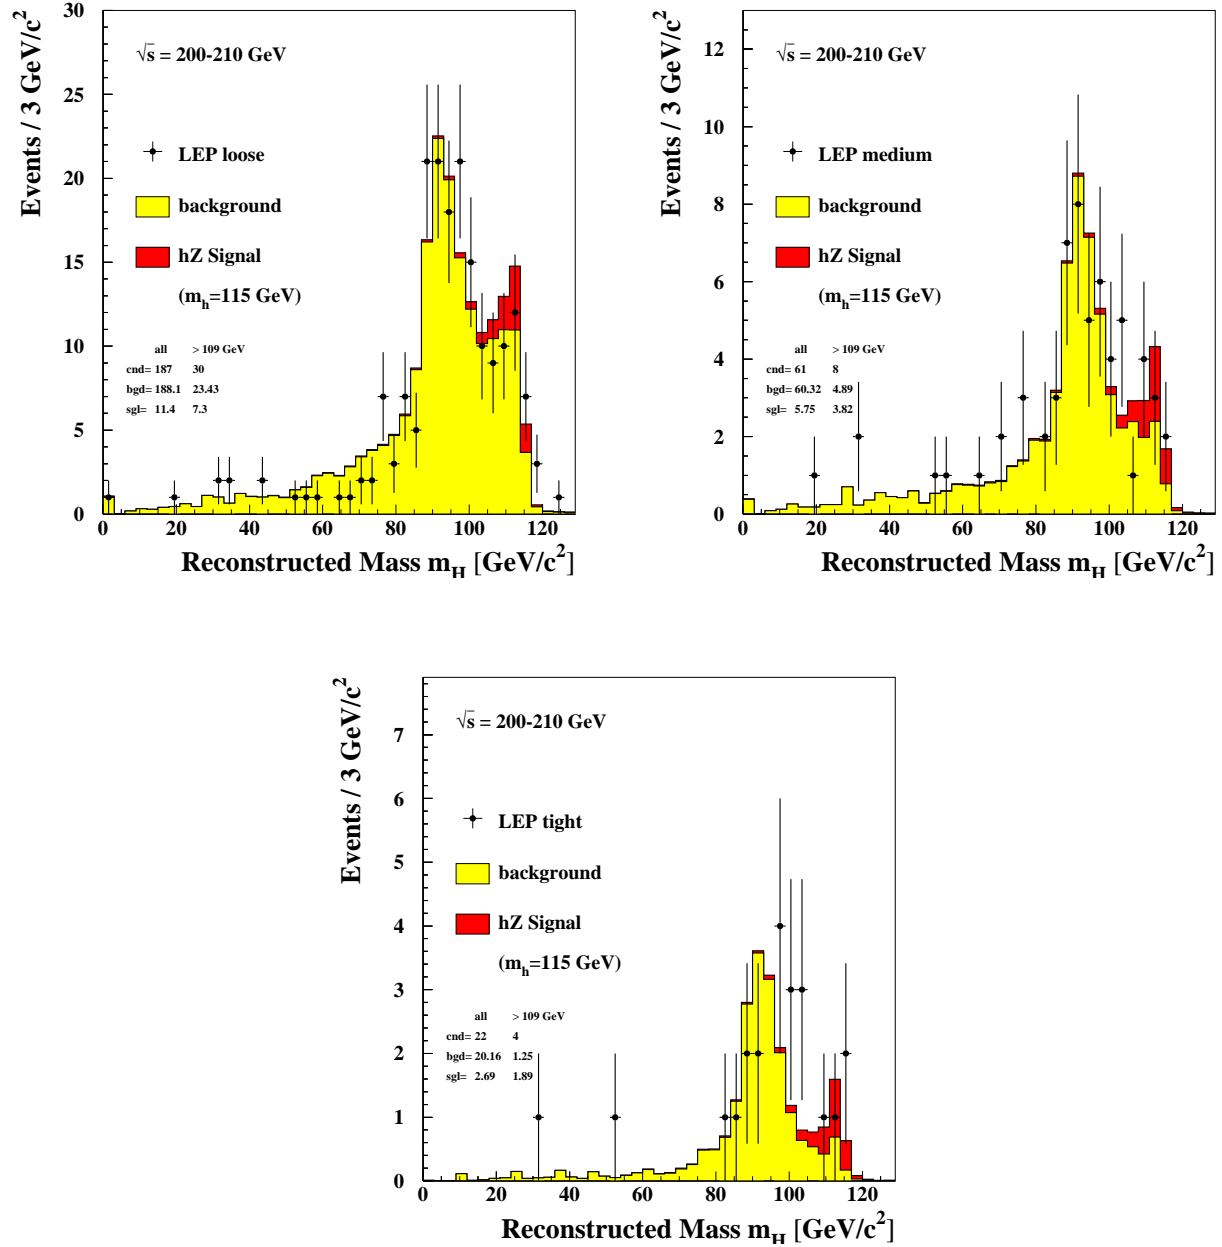 Events / 3 GeV/c²
30
25
20
15
10
5
0
√s = 200-210 GeV
LEP loose
background
hZ Signal
(mₕ=115 GeV)
all > 109 GeV
cnd= 187 30
bgd= 188.1 23.43
sgl= 11.4 7.3
0 20 40 60 80 100 120
Reconstructed Mass m_H [GeV/c²]
Events / 3 GeV/c²
12
10
8
6
4
2
0
√s = 200-210 GeV
LEP medium
background
hZ Signal
(mₕ=115 GeV)
all > 109 GeV
cnd= 61 8
bgd= 60.32 4.89
sgl= 5.75 3.82
0 20 40 60 80 100 120
Reconstructed Mass m_H [GeV/c²]
Events / 3 GeV/c²
7
6
5
4
3
2
1
0
√s = 200-210 GeV
LEP tight
background
hZ Signal
(mₕ=115 GeV)
all > 109 GeV
cnd= 22 4
bgd= 20.16 1.25
sgl= 2.69 1.89
0 20 40 60 80 100 120
Reconstructed Mass m_H [GeV/c²]